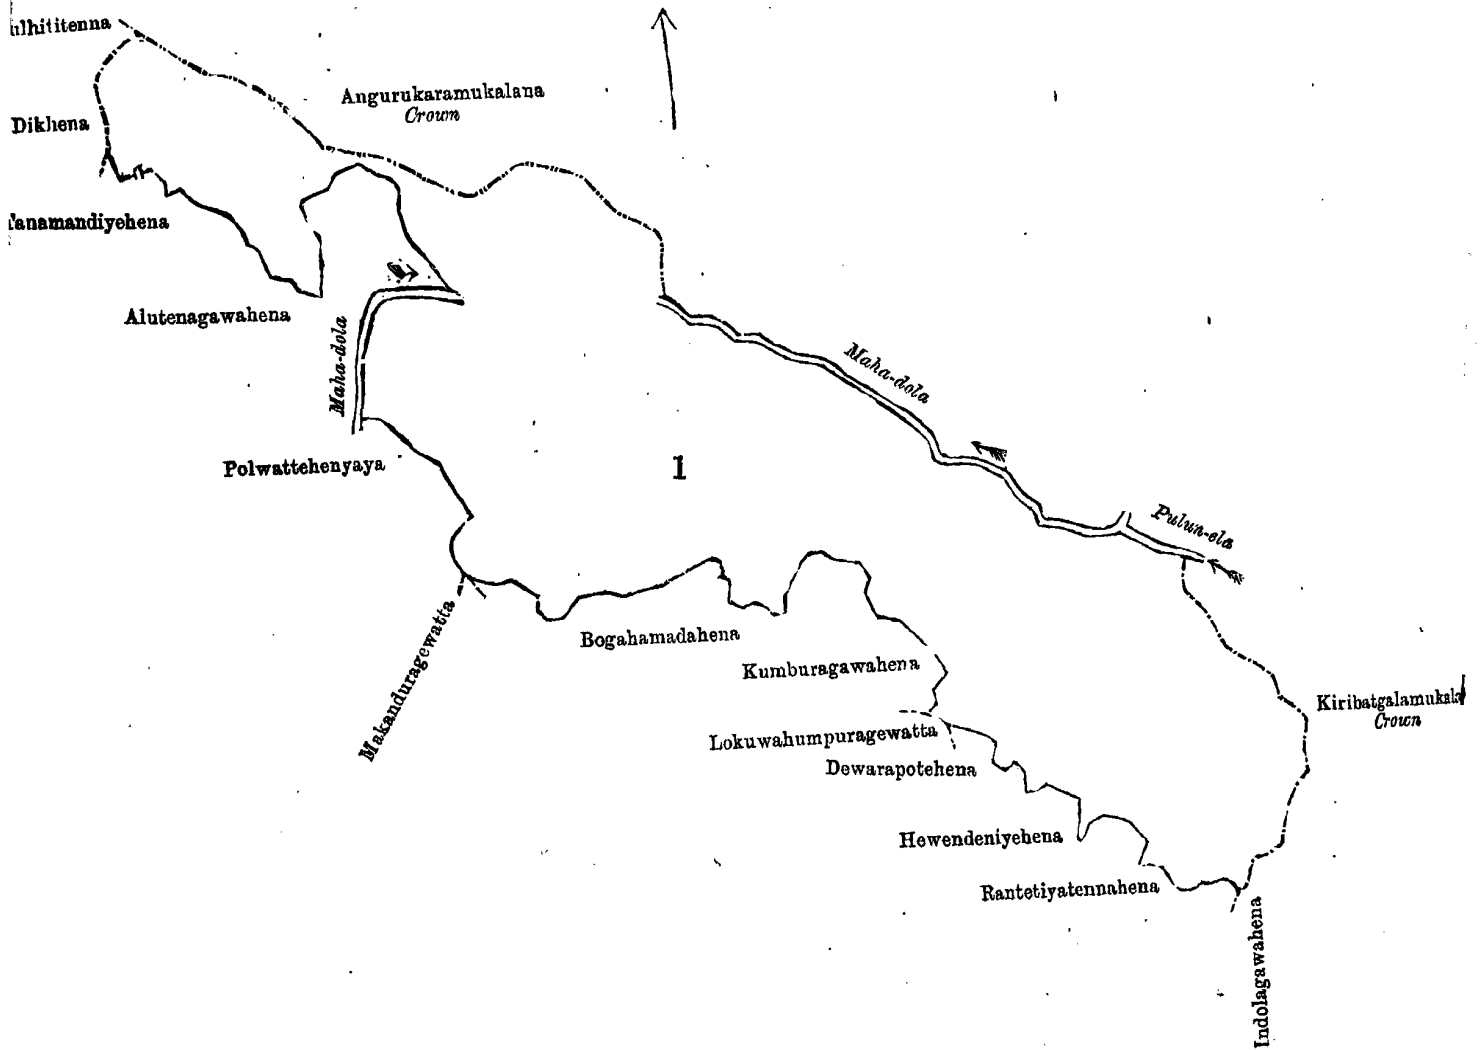 Angurukaramukalana
Crown
Dikhena
Alutenagawahena
Maha-dola
Maha-dola
Polwattehenyaya
1
Pulun-ela
Makanduragewatta
Bogahamadahena
Kumburagawahena
Kiribatgalamukala
Crown
Lokuwahumpuragewatta
Dewarapotehena
Hewendeniyehena
Rantetiyatennahena
Indolagawahena